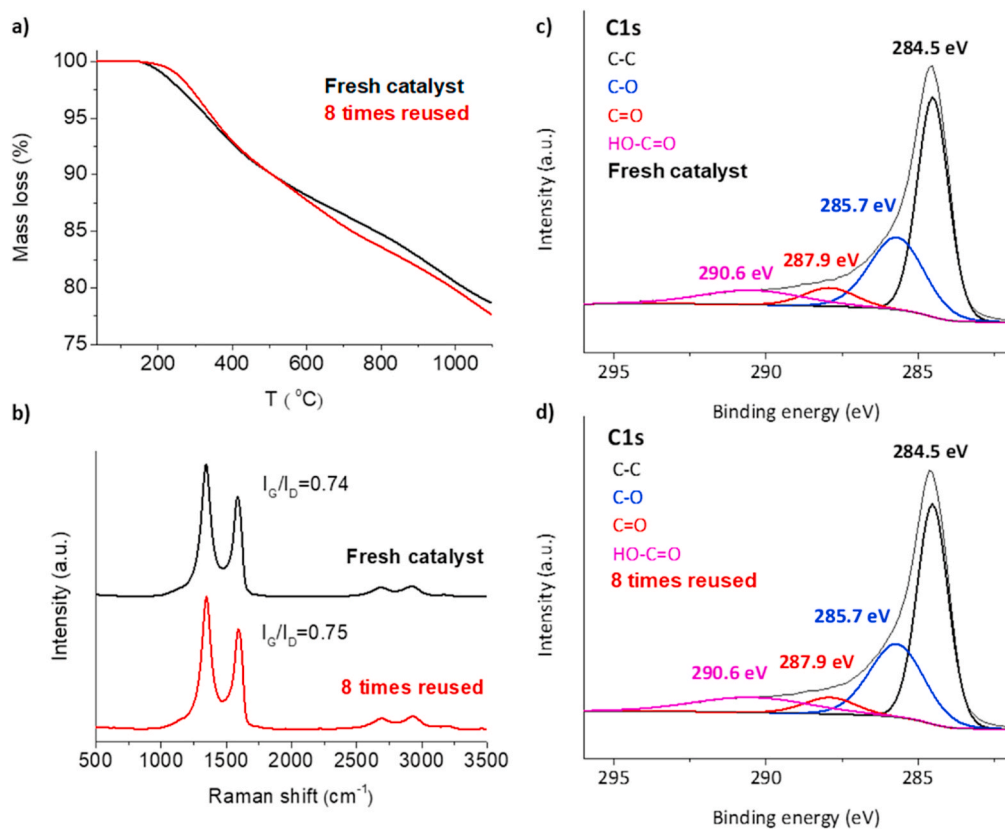 a)
100
95
90
85
80
75
Mass loss (%)
Fresh catalyst
8 times reused
200
400
600
800
1000
T ( °C)
b)
I_G/I_D=0.74
Fresh catalyst
I_G/I_D=0.75
8 times reused
Intensity (a.u.)
500
1000
1500
2000
2500
3000
3500
Raman shift (cm⁻¹)
c)
C1s
C-C
C-O
C=O
HO-C=O
Fresh catalyst
284.5 eV
285.7 eV
287.9 eV
290.6 eV
Intensity (a.u.)
295
290
285
Binding energy (eV)
d)
C1s
C-C
C-O
C=O
HO-C=O
8 times reused
284.5 eV
285.7 eV
287.9 eV
290.6 eV
Intensity (a.u.)
295
290
285
Binding energy (eV)